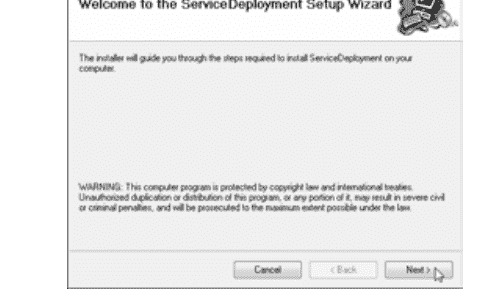 Welcome to the ServiceDeployment Setup Wizard
The installer will guide you through the steps required to install ServiceDeployment on your
computer.
WARNING: This computer program is protected by copyright law and international treaties.
Unauthorized duplication or distribution of this program, or any portion of it, may result in severe civil
or criminal penalties, and will be prosecuted to the maximum extent possible under the law.
Cancel
< Back
Next >